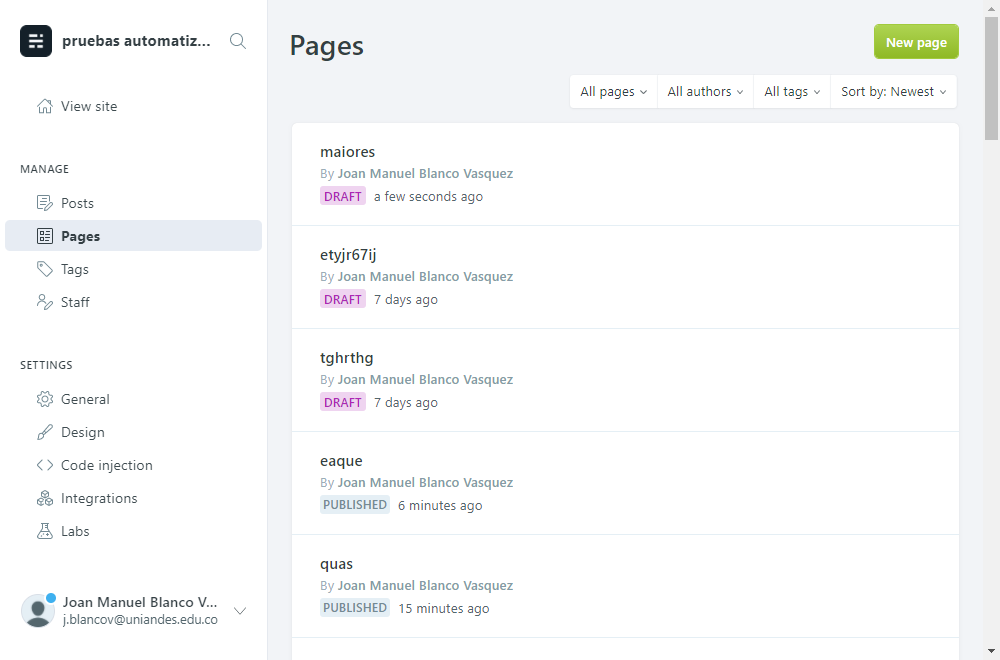 pruebas automatiz...
View site
MANAGE
Posts
Pages
Tags
Staff
SETTINGS
General
Design
Code injection
Integrations
Labs
Joan Manuel Blanco V...
j.blancov@uniandes.edu.co
Pages
New page
All pages
All authors
All tags
Sort by: Newest
maiores
By Joan Manuel Blanco Vasquez
DRAFT a few seconds ago
etyjr67ij
By Joan Manuel Blanco Vasquez
DRAFT 7 days ago
tghrthg
By Joan Manuel Blanco Vasquez
DRAFT 7 days ago
eaque
By Joan Manuel Blanco Vasquez
PUBLISHED 6 minutes ago
quas
By Joan Manuel Blanco Vasquez
PUBLISHED 15 minutes ago